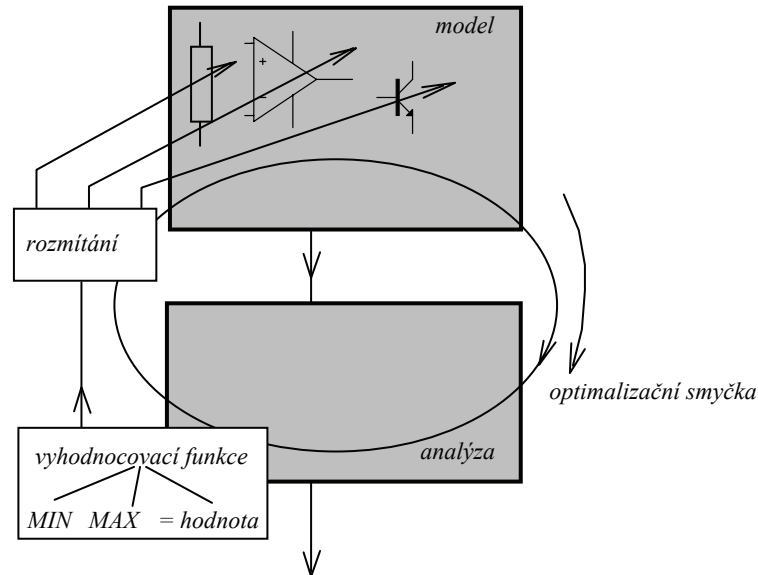 model
rozmítání
optimalizační smyčka
analýza
vyhodnocovací funkce
MIN MAX = hodnota